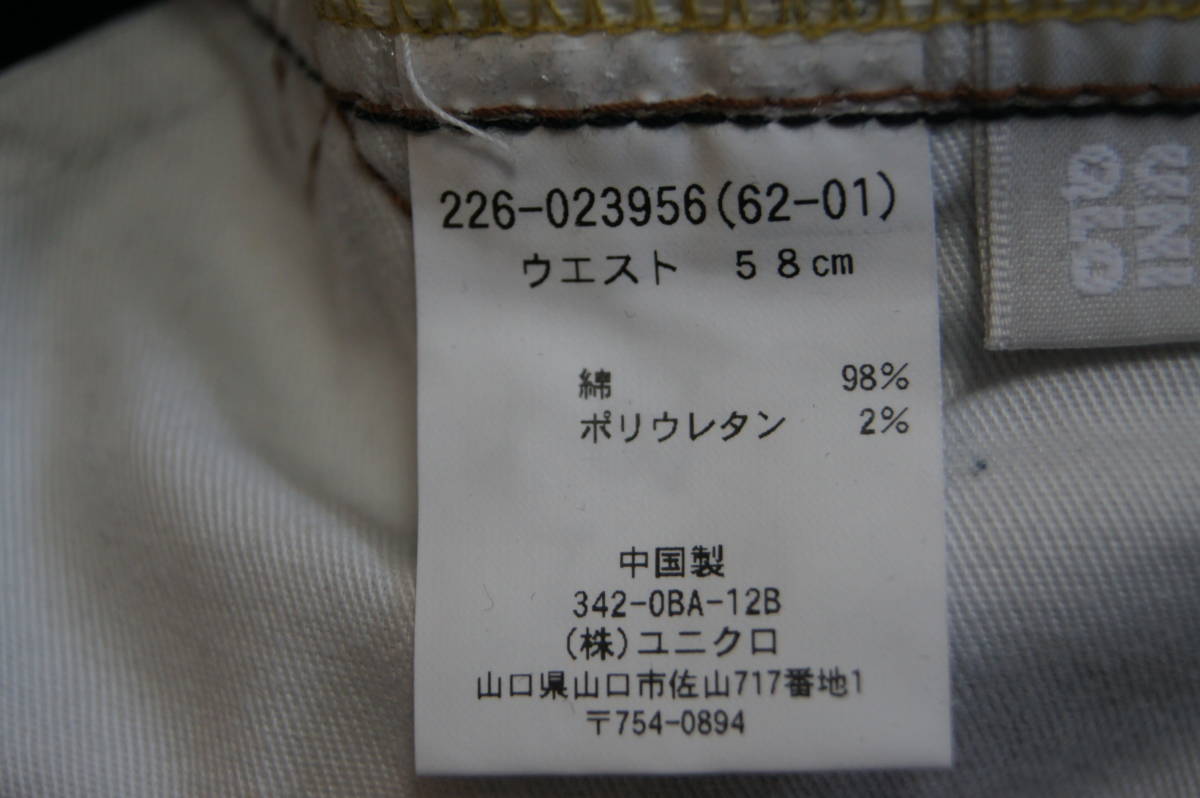 226-023956(62-01)
ウエスト 58cm
綿 98%
ポリウレタン 2%
中国製
342-0BA-12B
(株)ユニクロ
山口県山口市佐山717番地1
〒754-0894
UNI
QLO